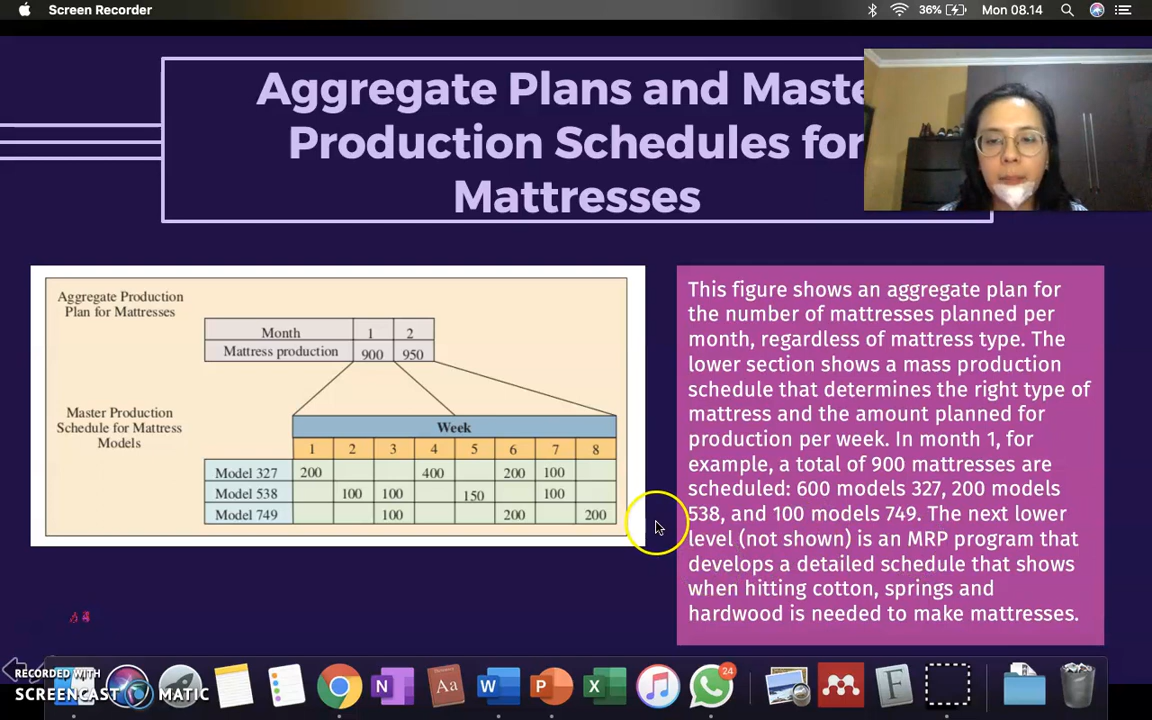 Screen Recorder
36%
Mon 08.14
Aggregate Plans and Maste
Production Schedules for
Mattresses
Aggregate Production
Plan for Mattresses
Month 1 2
Mattress production 900 950
Master Production
Schedule for Mattress
Models
Week
1 2 3 4 5 6 7 8
Model 327 200 400 200 100
Model 538 100 100 150 100
Model 749 100 200 200
This figure shows an aggregate plan for
the number of mattresses planned per
month, regardless of mattress type. The
lower section shows a mass production
schedule that determines the right type of
mattress and the amount planned for
production per week. In month 1, for
example, a total of 900 mattresses are
scheduled: 600 models 327, 200 models
538, and 100 models 749. The next lower
level (not shown) is an MRP program that
develops a detailed schedule that shows
when hitting cotton, springs and
hardwood is needed to make mattresses.
RECORDED WITH
SCREENCAST MATIC
N
Aa
W
P
X
24
F